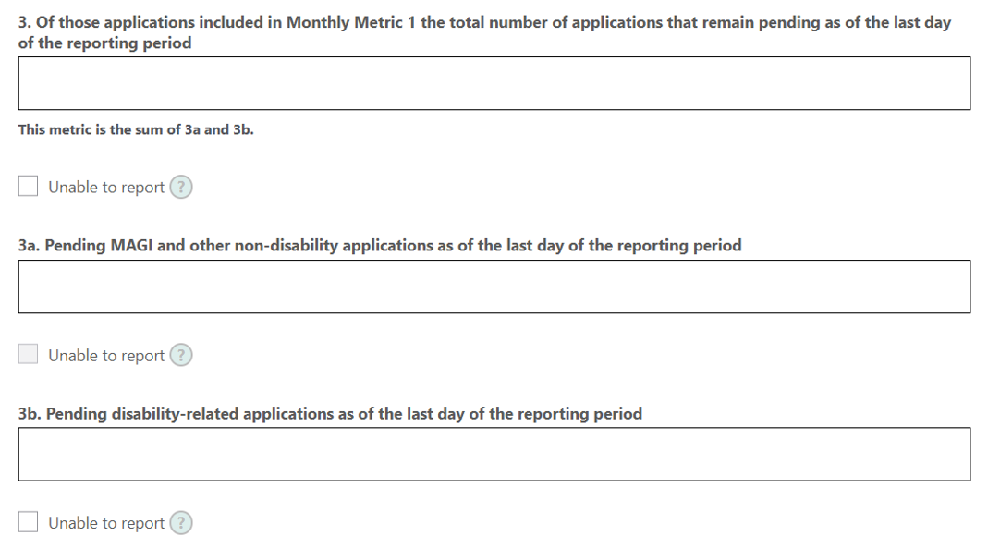 3. Of those applications included in Monthly Metric 1 the total number of applications that remain pending as of the last day
of the reporting period
This metric is the sum of 3a and 3b.
Unable to report ?
3a. Pending MAGI and other non-disability applications as of the last day of the reporting period
Unable to report ?
3b. Pending disability-related applications as of the last day of the reporting period
Unable to report ?